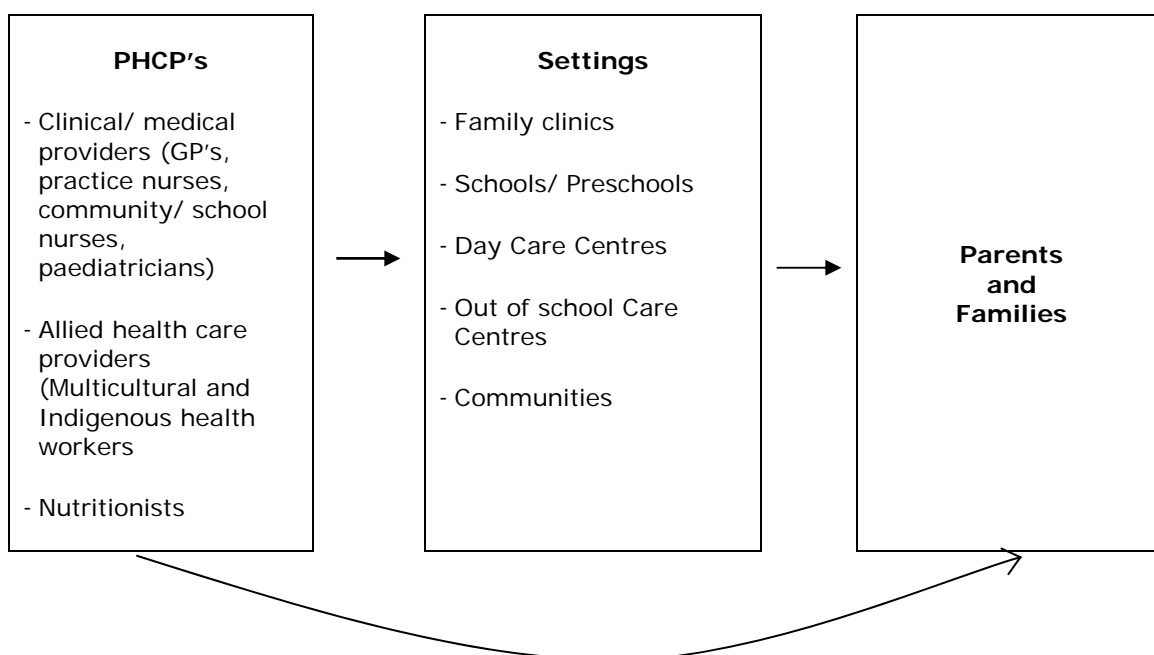 PHCP's
- Clinical/ medical
providers (GP's,
practice nurses,
community/ school
nurses,
paediatricians)
- Allied health care
providers
(Multicultural and
Indigenous health
workers
- Nutritionists
Settings
- Family clinics
- Schools/ Preschools
- Day Care Centres
- Out of school Care
Centres
- Communities
Parents
and
Families